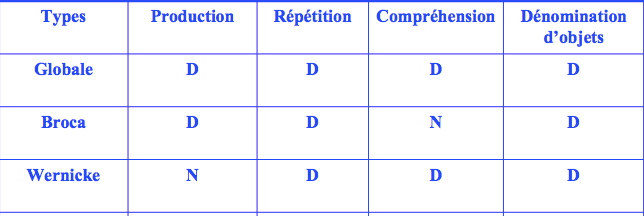 Types Production Répétition Compréhension Dénomination d'objets
Globale D D D D
Broca D D N D
Wernicke N D D D